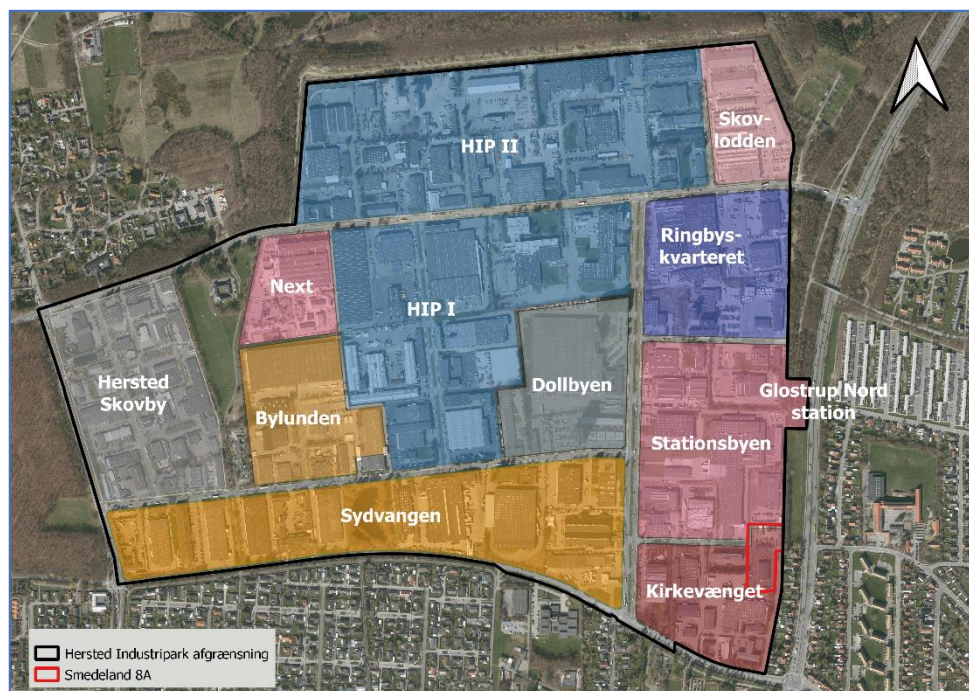 HIP II
Skov-
lodden
Ringbys-
kvarteret
Next
HIP I
Hersted
Skovby
Dollbyen
Glostrup Nord
station
Bylunden
Stationsbyen
Sydvangen
Kirkevænget
Hersted Industripark afgrænsning
Smedeland 8A